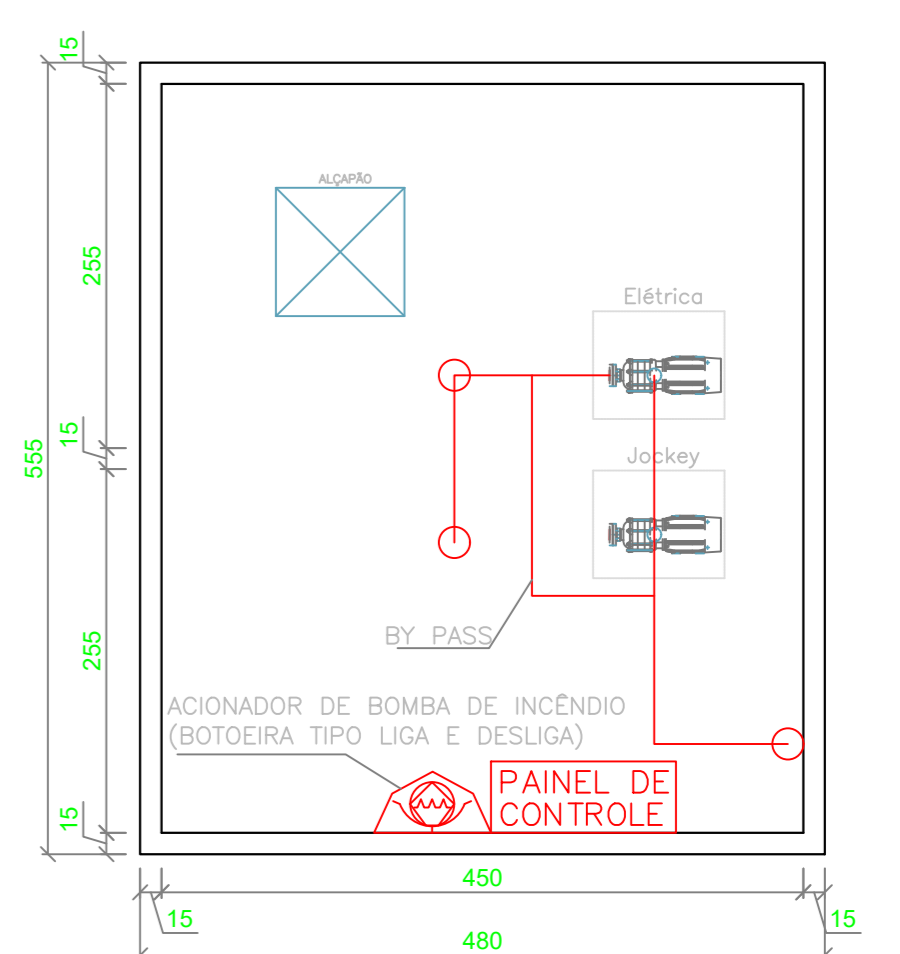 15
ALÇAPÃO
255
Elétrica
15
555
Jockey
BY PASS
255
ACIONADOR DE BOMBA DE INCÊNDIO
(BOTOEIRA TIPO LIGA E DESLIGA)
PAINEL DE
CONTROLE
15
450
15
15
480